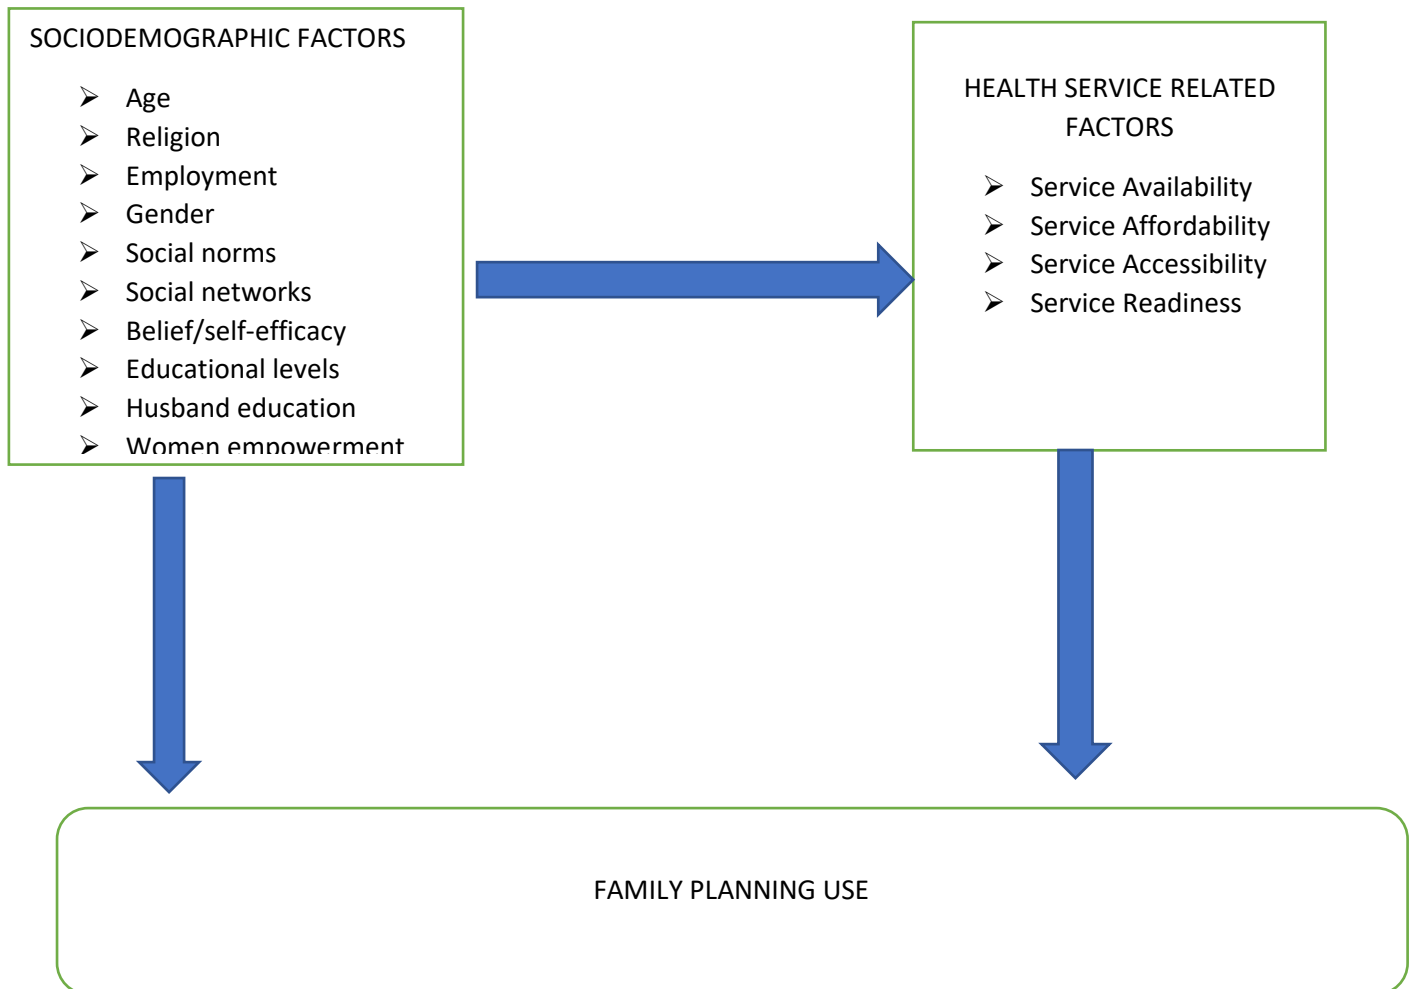 SOCIODEMOGRAPHIC FACTORS
➢ Age
➢ Religion
➢ Employment
➢ Gender
➢ Social norms
➢ Social networks
➢ Belief/self-efficacy
➢ Educational levels
➢ Husband education
➢ Women empowerment
HEALTH SERVICE RELATED
FACTORS
➢ Service Availability
➢ Service Affordability
➢ Service Accessibility
➢ Service Readiness
FAMILY PLANNING USE